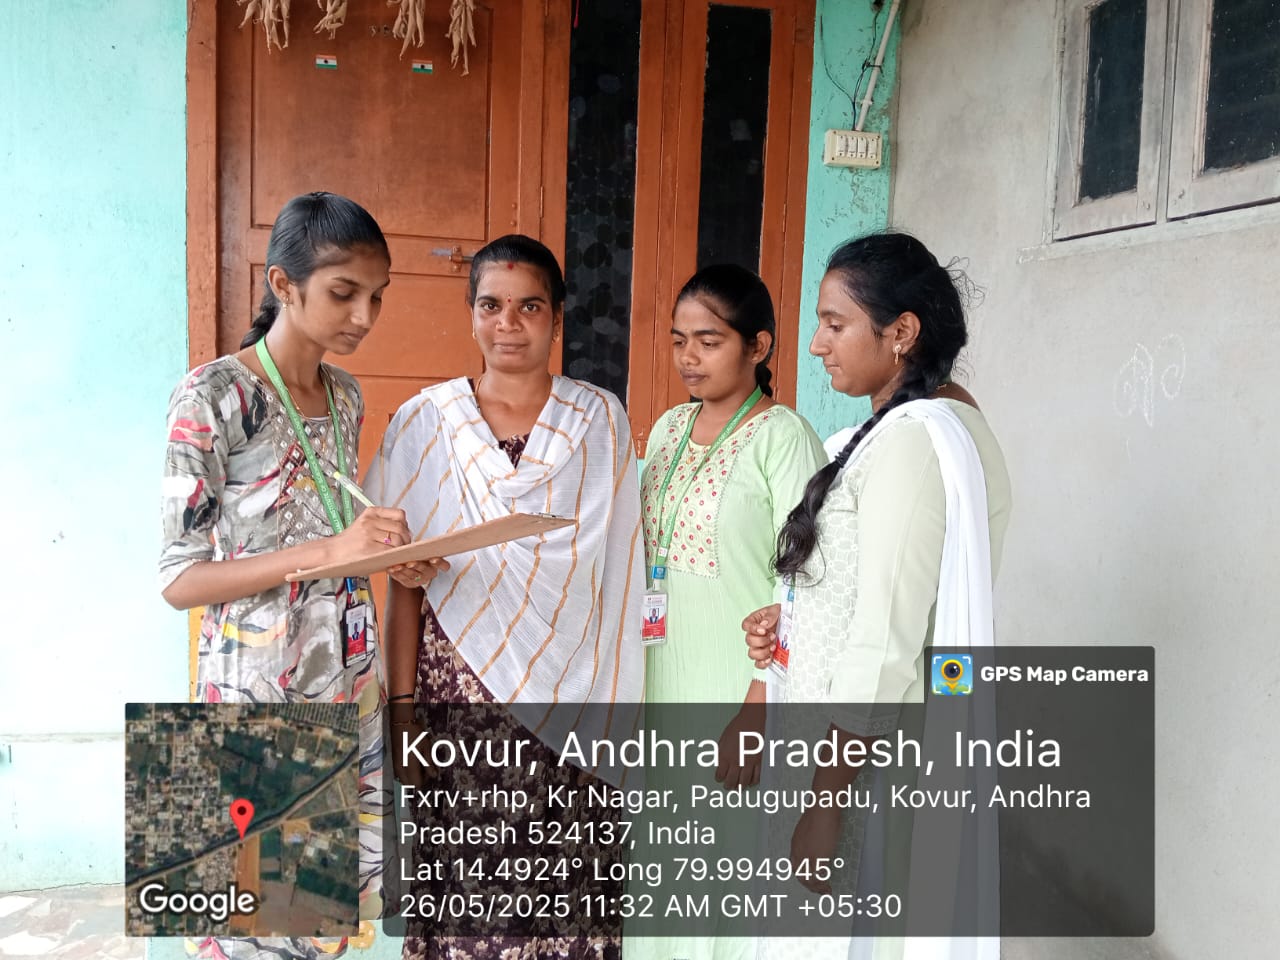 GPS Map Camera
Kovur, Andhra Pradesh, India
Fxrv+rhp, Kr Nagar, Padugupadu, Kovur, Andhra
Pradesh 524137, India
Lat 14.4924° Long 79.994945°
26/05/2025 11:32 AM GMT +05:30
Google